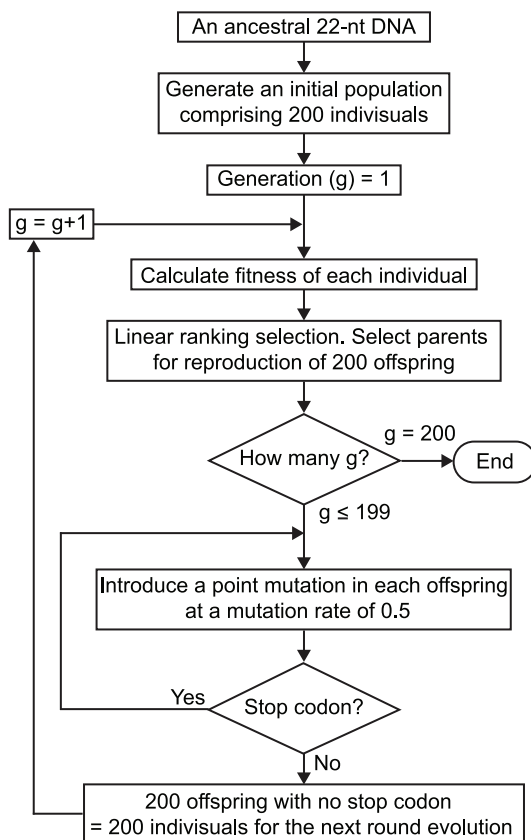 An ancestral 22-nt DNA
Generate an initial population
comprising 200 indivisuals
Generation (g) = 1
g = g+1
Calculate fitness of each individual
Linear ranking selection. Select parents
for reproduction of 200 offspring
g = 200
How many g?
End
g ≤ 199
Introduce a point mutation in each offspring
at a mutation rate of 0.5
Yes
Stop codon?
No
200 offspring with no stop codon
= 200 indivisuals for the next round evolution